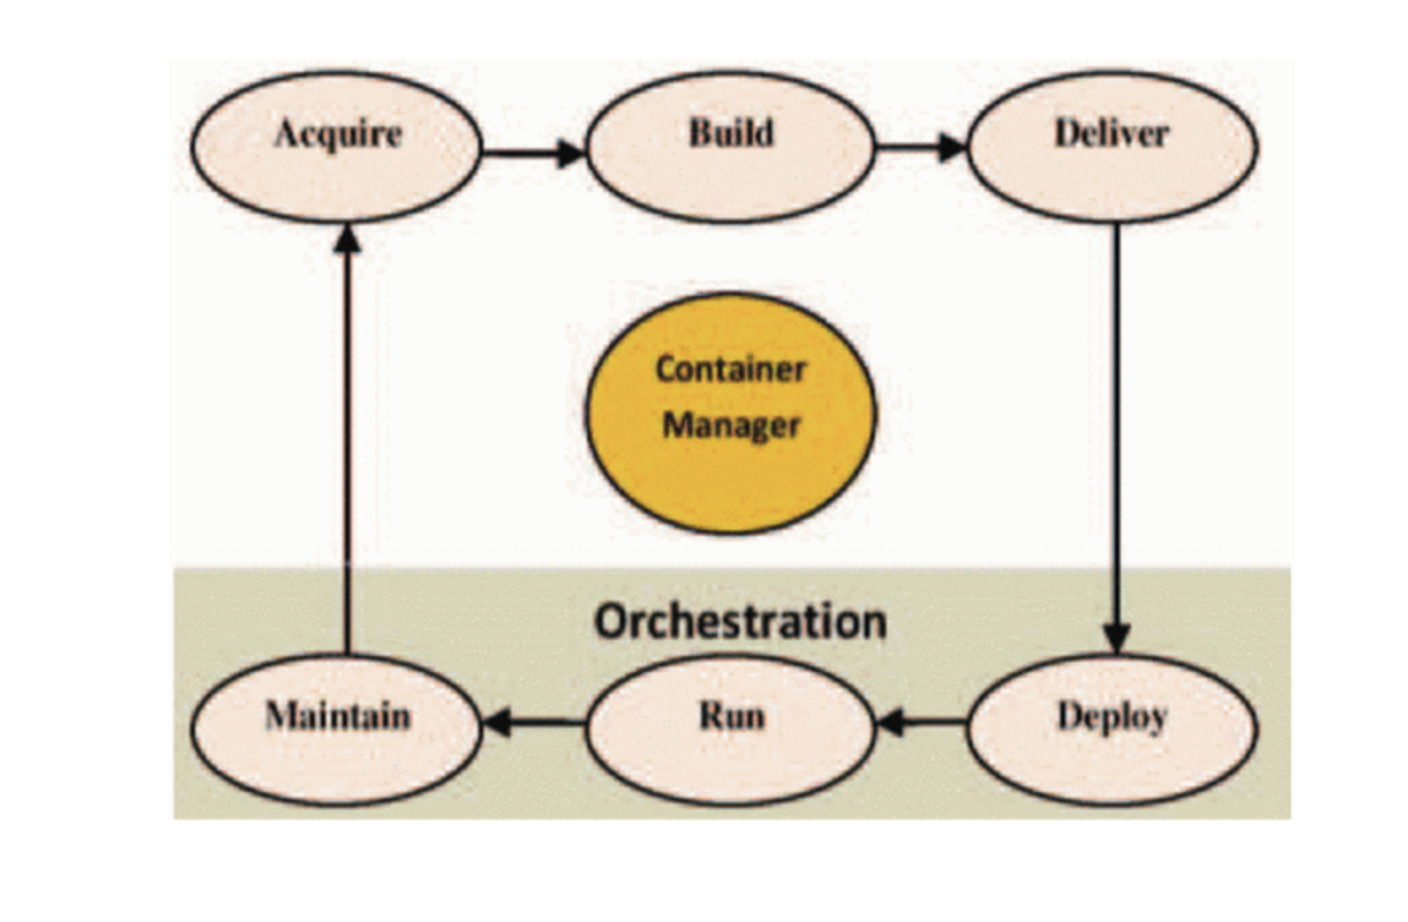 Acquire
Build
Deliver
Container
Manager
Orchestration
Maintain
Run
Deploy